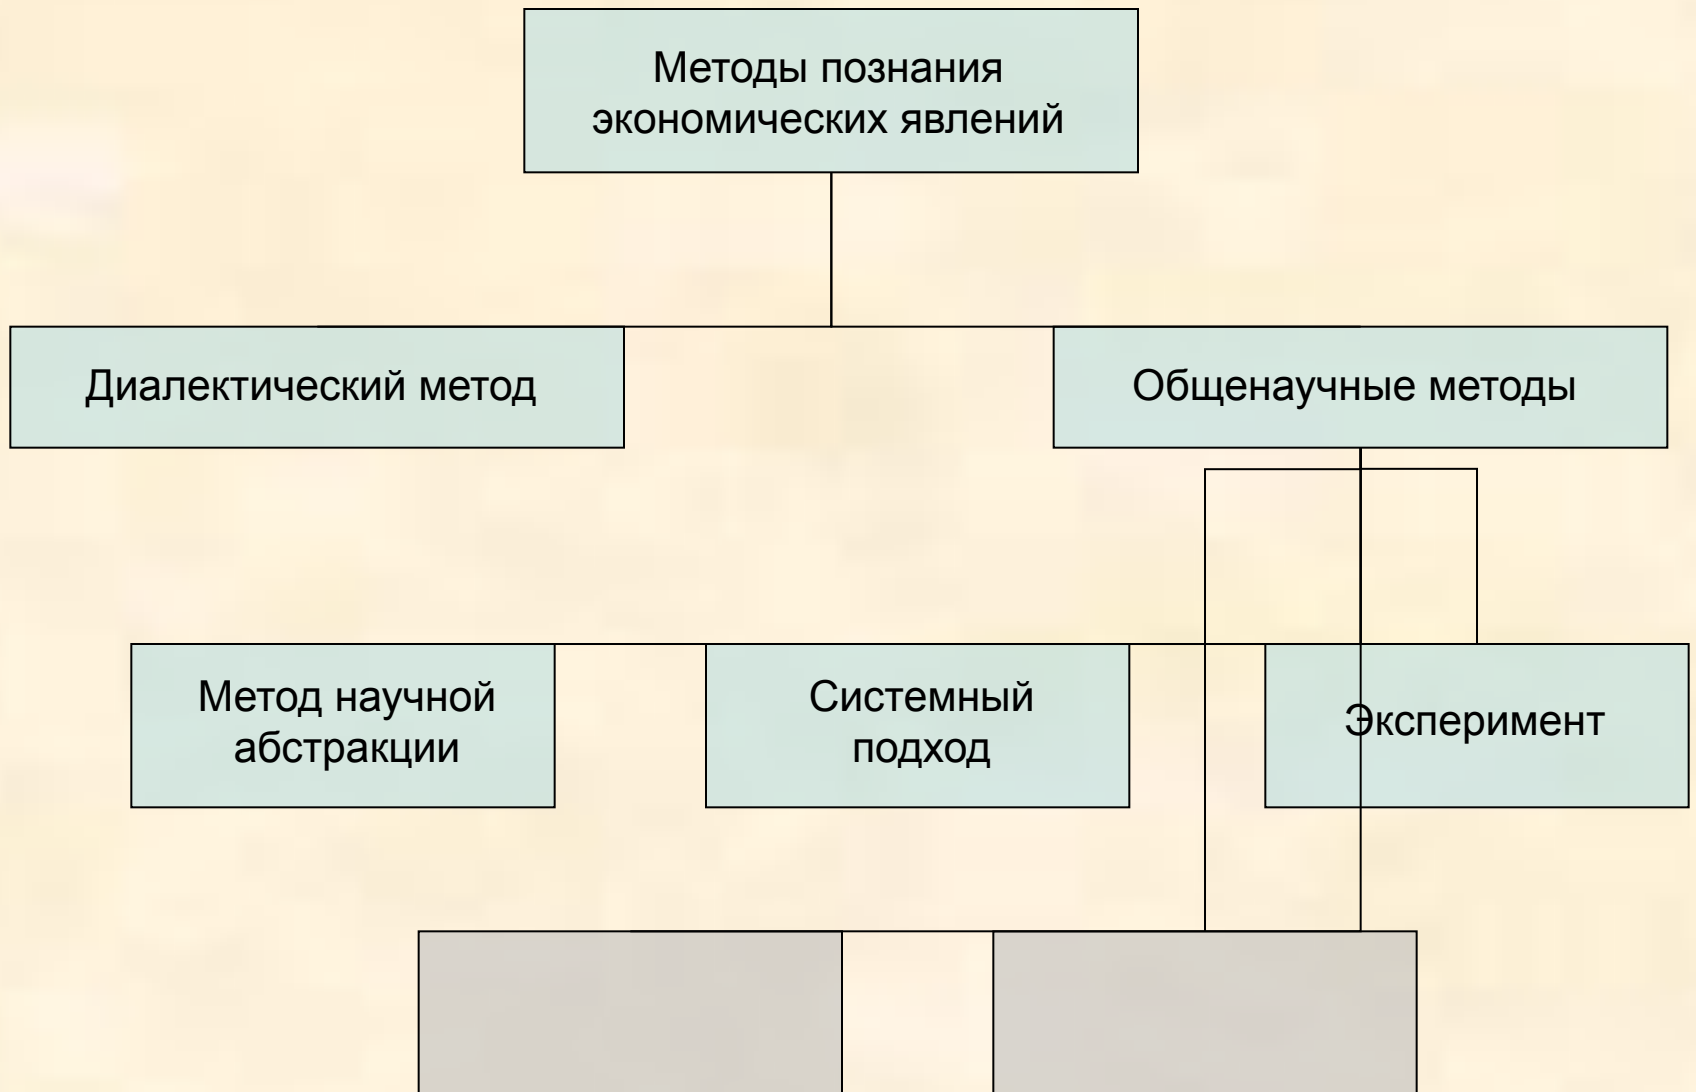 Методы познания
экономических явлений
Диалектический метод
Общенаучные методы
Метод научной
абстракции
Системный
подход
Эксперимент